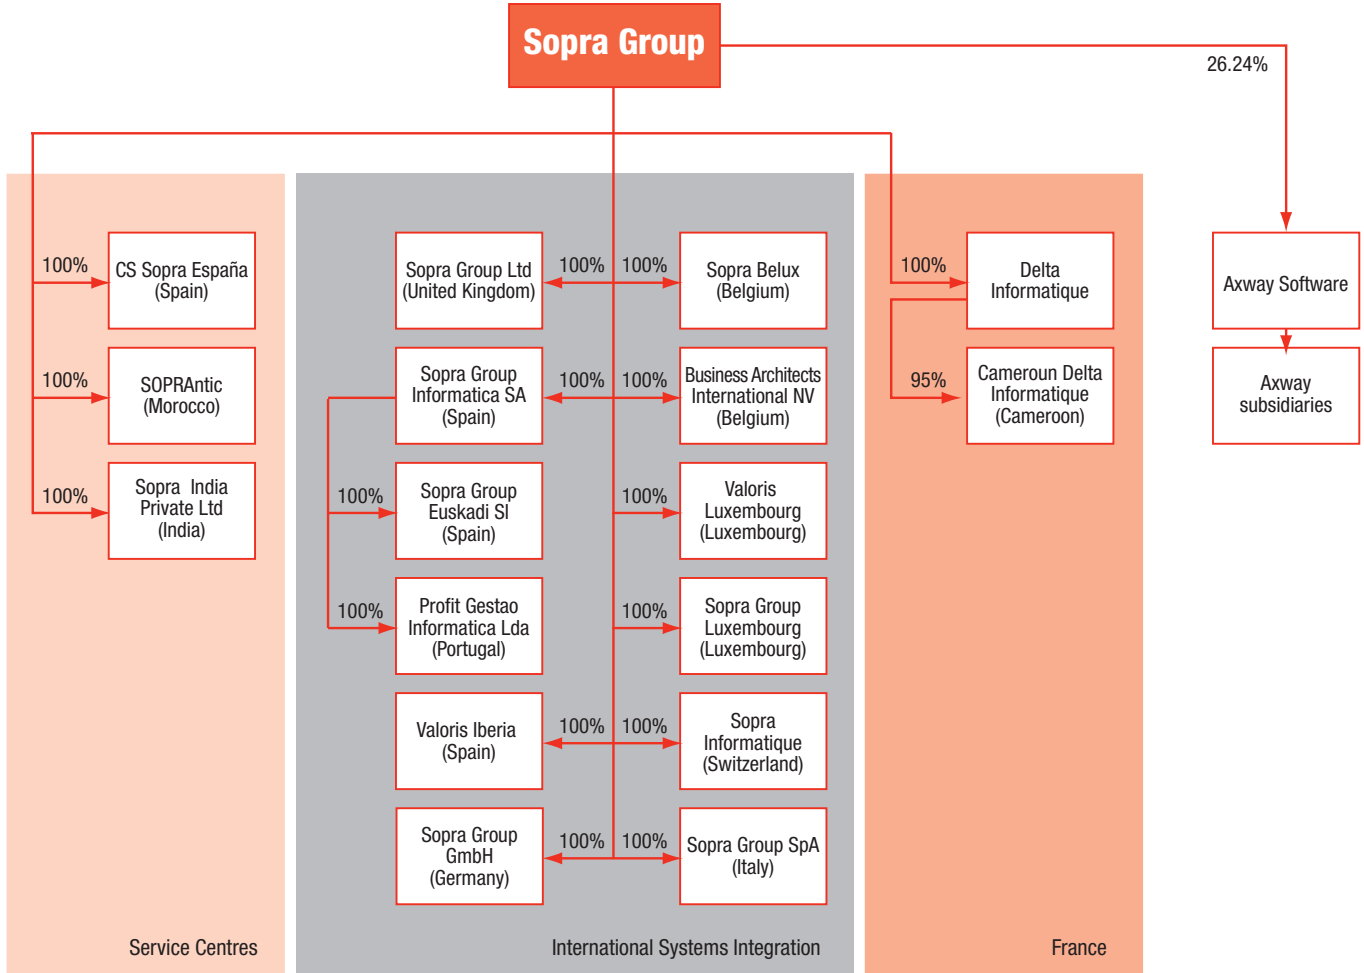 Sopra Group
26.24%
100%
CS Sopra España
(Spain)
100%
SOPRAntic
(Morocco)
100%
Sopra India
Private Ltd
(India)
Service Centres
Sopra Group Ltd
(United Kingdom)
100%
100%
Sopra Belux
(Belgium)
Sopra Group
Informatica SA
(Spain)
100%
100%
Business Architects
International NV
(Belgium)
100%
Sopra Group
Euskadi Sl
(Spain)
100%
Valoris
Luxembourg
(Luxembourg)
100%
Profit Gestao
Informatica Lda
(Portugal)
100%
Sopra Group
Luxembourg
(Luxembourg)
Valoris Iberia
(Spain)
100%
100%
Sopra
Informatique
(Switzerland)
Sopra Group
GmbH
(Germany)
100%
100%
Sopra Group SpA
(Italy)
International Systems Integration
100%
Delta
Informatique
95%
Cameroun Delta
Informatique
(Cameroon)
France
Axway Software
Axway
subsidiaries